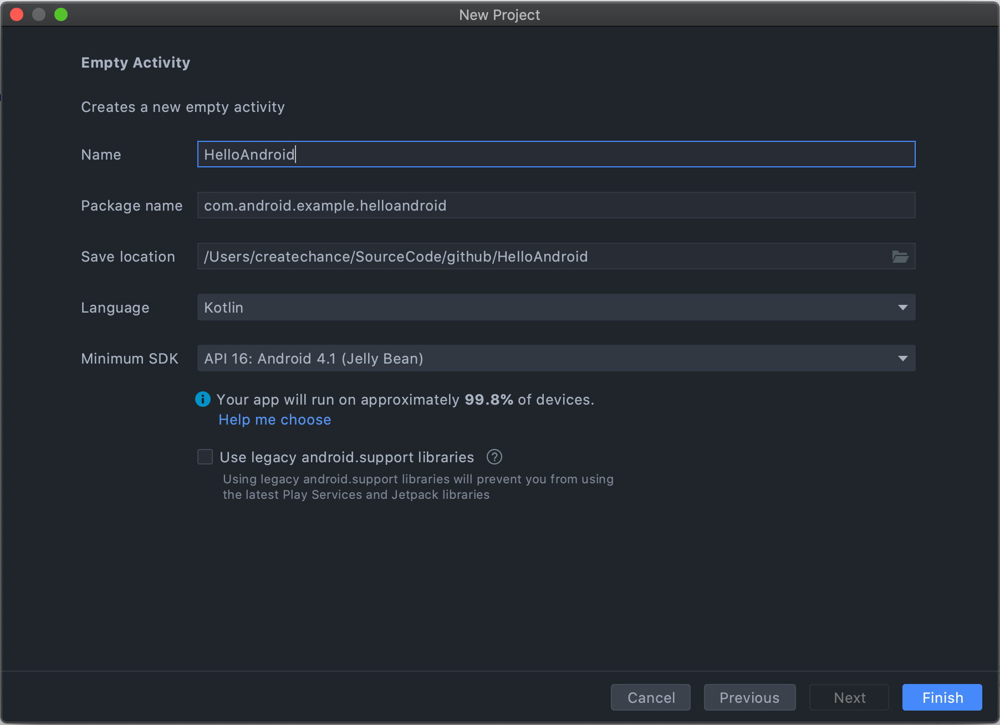 New Project
Empty Activity
Creates a new empty activity
Name HelloAndroid
Package name com.android.example.helloandroid
Save location /Users/createchance/SourceCode/github/HelloAndroid
Language Kotlin
Minimum SDK API 16: Android 4.1 (Jelly Bean)
i Your app will run on approximately 99.8% of devices.
Help me choose
Use legacy android.support libraries ?
Using legacy android.support libraries will prevent you from using
the latest Play Services and Jetpack libraries
Cancel Previous Next Finish